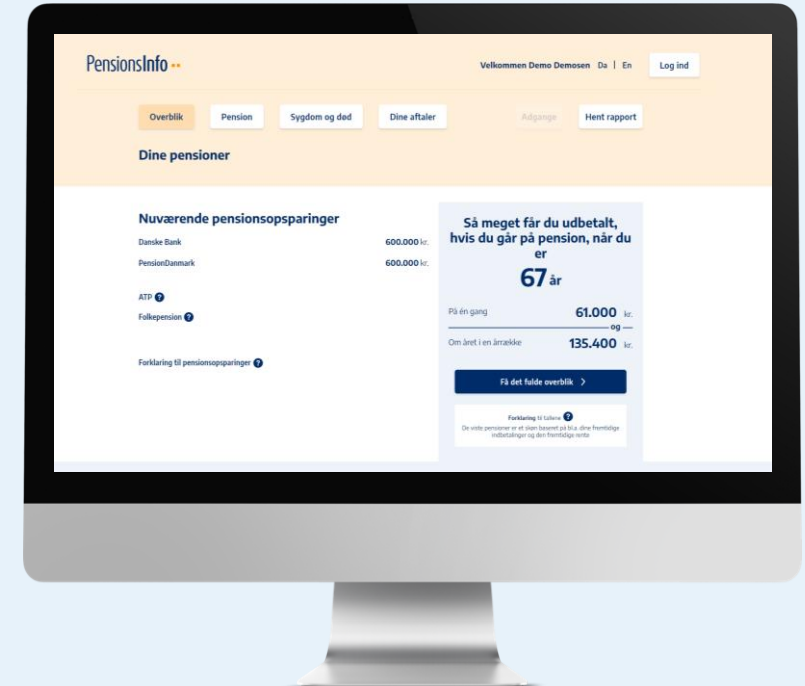 PensionsInfo
Velkommen Demo Demosen Da | En Log ind
Overblik Pension Sygdom og død Dine aftaler Adgange Hent rapport
Dine pensioner
Nuværende pensionsopsparinger
Danske Bank 600.000 kr.
PensionDanmark 600.000 kr.
ATP ?
Folkepension ?
Forklaring til pensionsopsparinger ?
Så meget får du udbetalt,
hvis du går på pension, når du
er
67 år
På én gang 61.000 kr.
og
Om året i en årrække 135.400 kr.
Få det fulde overblik >
Forklaring til tallene ?
De viste pensioner er et skøn baseret på bl.a. dine fremtidige
indbetalinger og den fremtidige rente